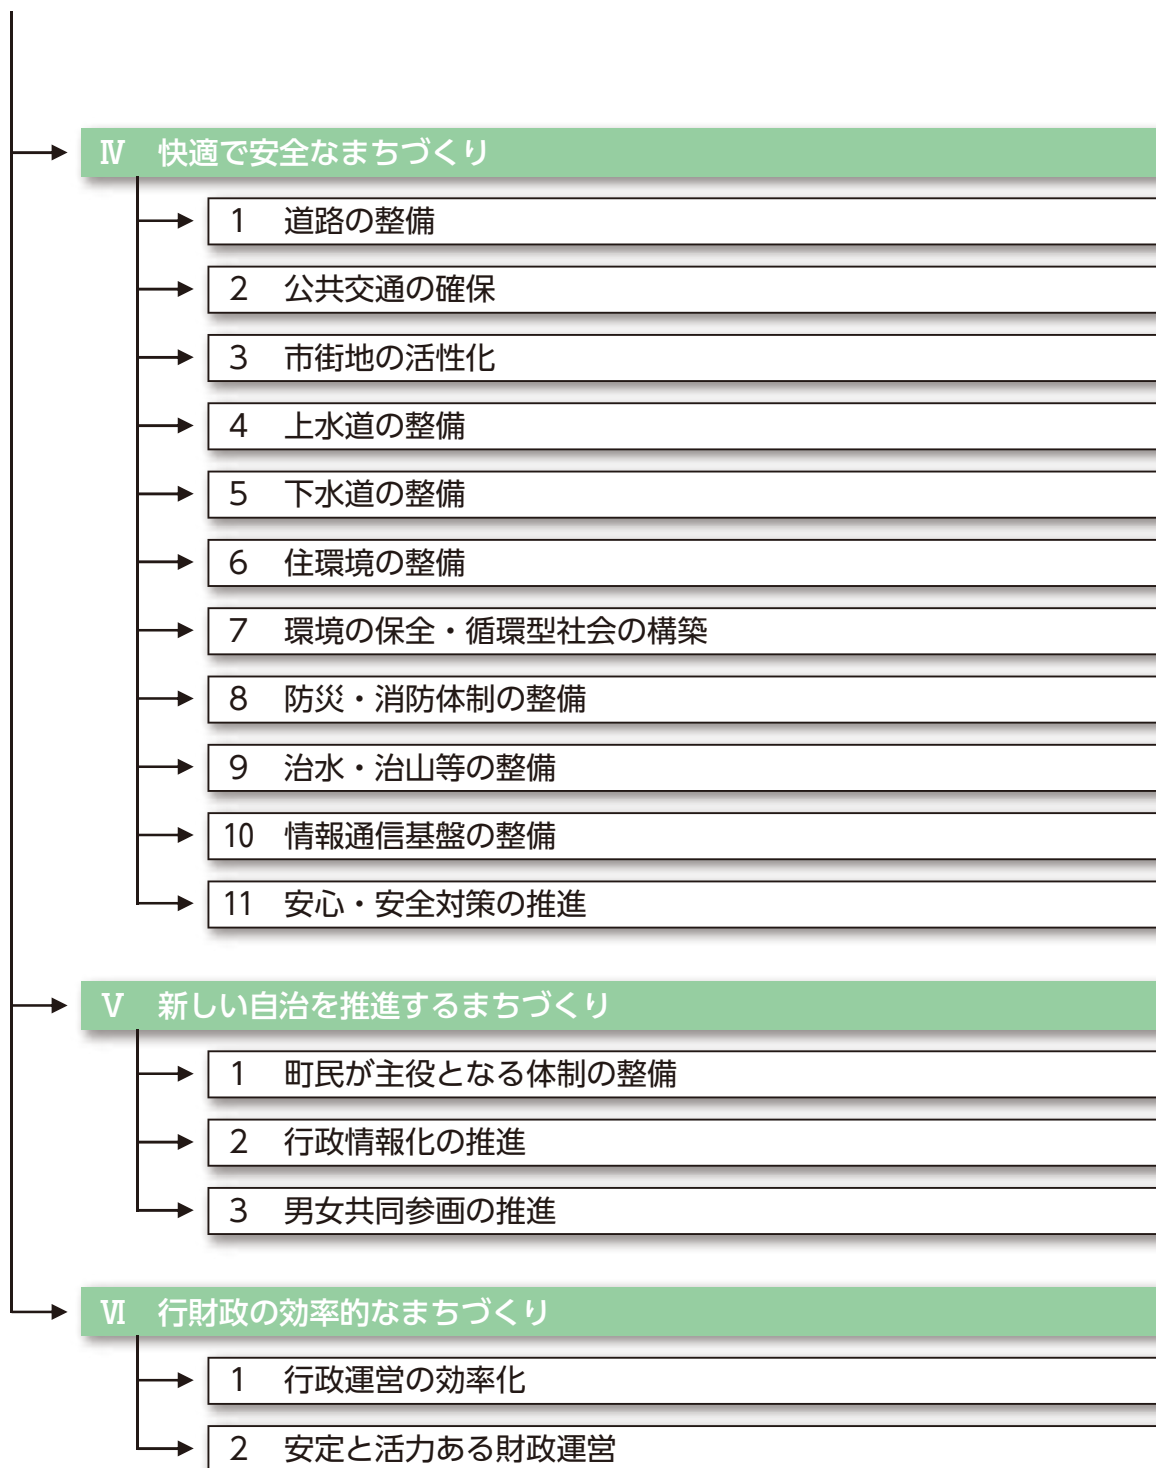 Ⅳ 快適で安全なまちづくり
1 道路の整備
2 公共交通の確保
3 市街地の活性化
4 上水道の整備
5 下水道の整備
6 住環境の整備
7 環境の保全・循環型社会の構築
8 防災・消防体制の整備
9 治水・治山等の整備
10 情報通信基盤の整備
11 安心・安全対策の推進
Ⅴ 新しい自治を推進するまちづくり
1 町民が主役となる体制の整備
2 行政情報化の推進
3 男女共同参画の推進
Ⅵ 行財政の効率的なまちづくり
1 行政運営の効率化
2 安定と活力ある財政運営